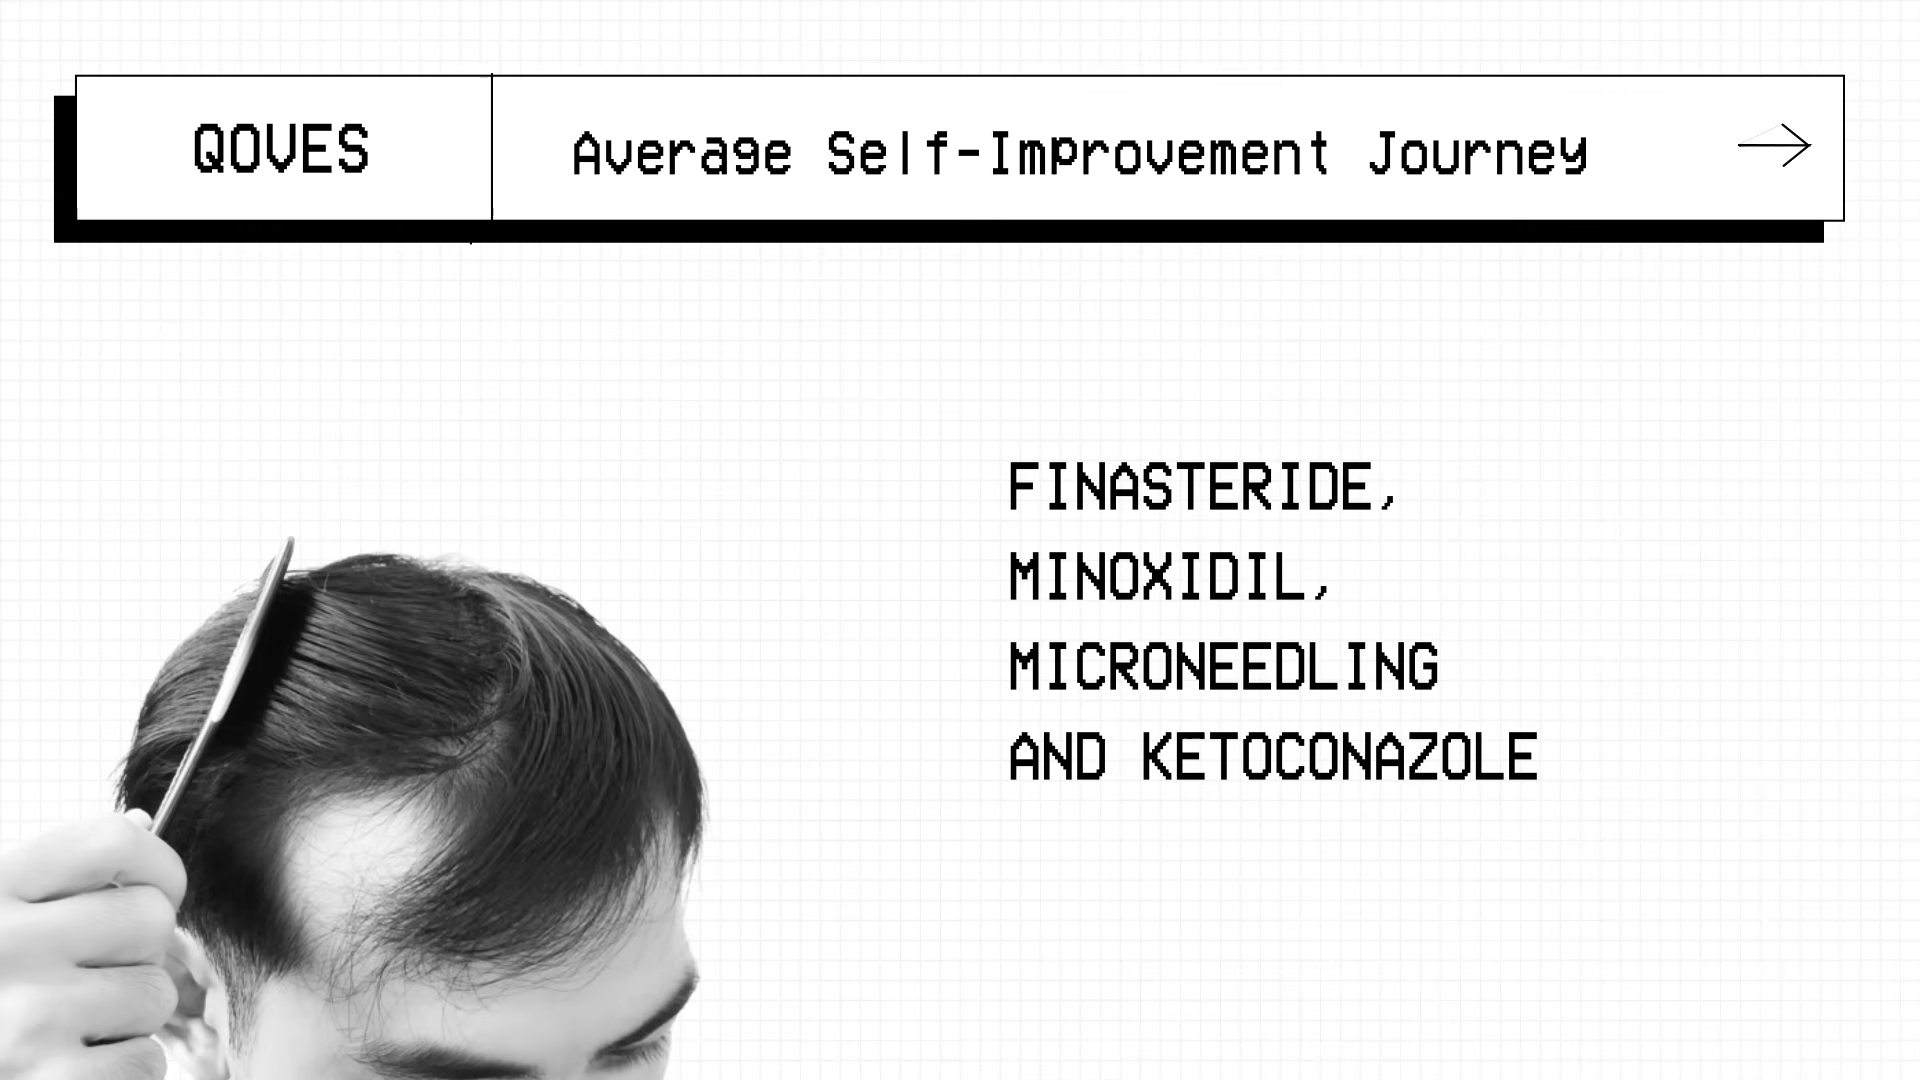 QOVES
Average Self-Improvement Journey
FINASTERIDE,
MINOXIDIL,
MICRONEEDLING
AND KETOCONAZOLE